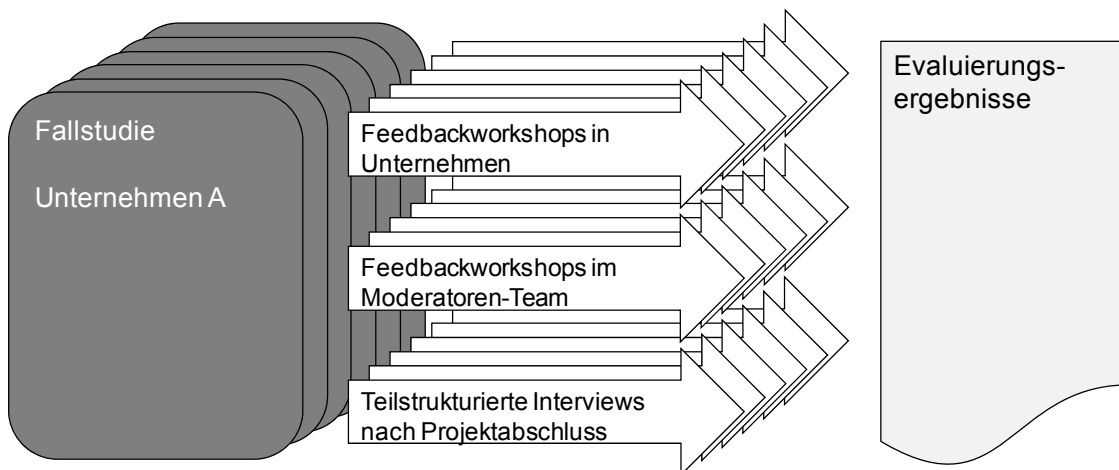 Fallstudie
Unternehmen A
Feedbackworkshops in
Unternehmen
Feedbackworkshops im
Moderatoren-Team
Teilstrukturierte Interviews
nach Projektabschluss
Evaluierungs-
ergebnisse